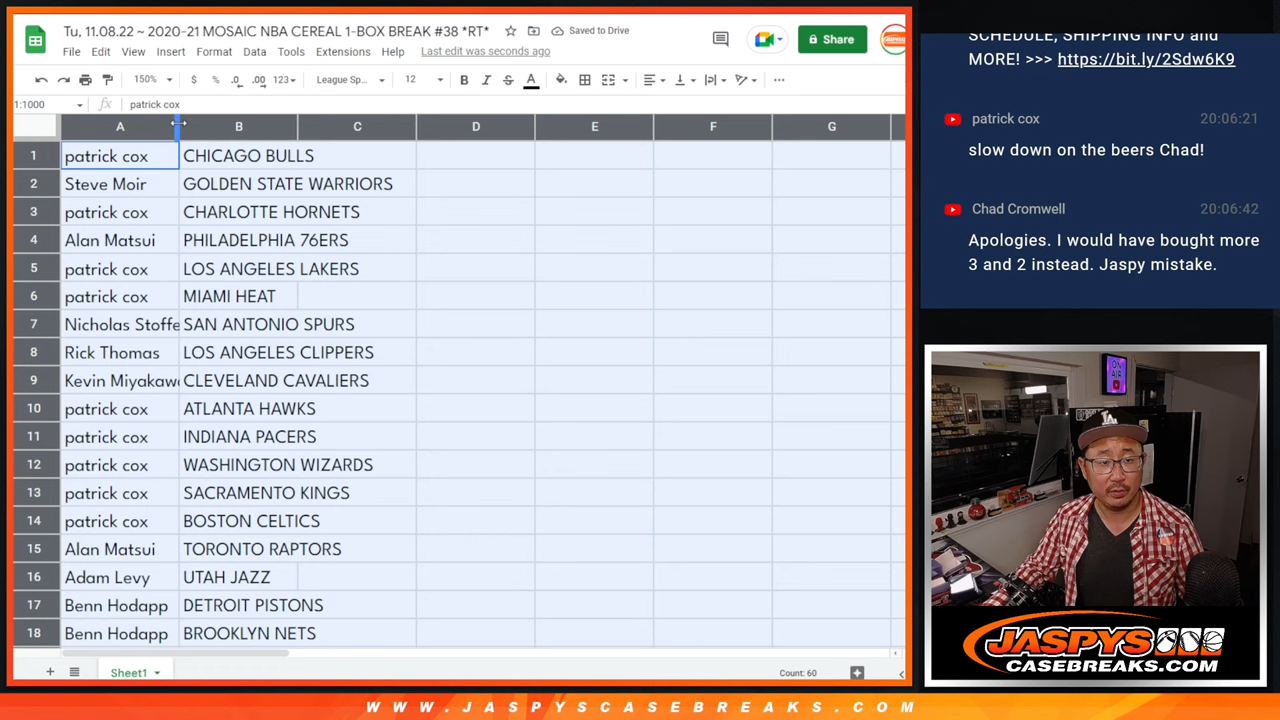 Tu, 11.08.22 ~ 2020-21 MOSAIC NBA CEREAL 1-BOX BREAK #38 *RT*
Saved to Drive
File Edit View Insert Format Data Tools Extensions Help Last edit was seconds ago
Share
JASPYS
150% $ % .0 .00 123 League Sp... 12 B I S A
1:1000 fx patrick cox
A B C D E F G
1 patrick cox CHICAGO BULLS
2 Steve Moir GOLDEN STATE WARRIORS
3 patrick cox CHARLOTTE HORNETS
4 Alan Matsui PHILADELPHIA 76ERS
5 patrick cox LOS ANGELES LAKERS
6 patrick cox MIAMI HEAT
7 Nicholas Stoffe SAN ANTONIO SPURS
8 Rick Thomas LOS ANGELES CLIPPERS
9 Kevin Miyakawa CLEVELAND CAVALIERS
10 patrick cox ATLANTA HAWKS
11 patrick cox INDIANA PACERS
12 patrick cox WASHINGTON WIZARDS
13 patrick cox SACRAMENTO KINGS
14 patrick cox BOSTON CELTICS
15 Alan Matsui TORONTO RAPTORS
16 Adam Levy UTAH JAZZ
17 Benn Hodapp DETROIT PISTONS
18 Benn Hodapp BROOKLYN NETS
Sheet1
Count: 60
SCHEDULE, SHIPPING INFO and
MORE! >>> https://bit.ly/2Sdw6K9
patrick cox 20:06:21
slow down on the beers Chad!
Chad Cromwell 20:06:42
Apologies. I would have bought more
3 and 2 instead. Jaspy mistake.
ON
AIR
LA
JASPYS
CASEBREAKS.COM
WWW.JASPYSCASEBREAKS.COM